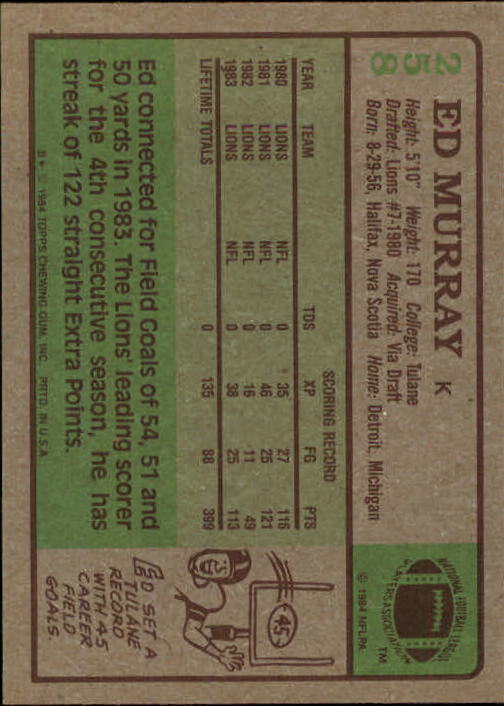 258
ED MURRAY K
Height: 5'10" Weight: 170 College: Tulane
Drafted: Lions #7-1980 Acquired: Via Draft
Born: 8-29-56, Halifax, Nova Scotia Home: Detroit, Michigan
NATIONAL FOOTBALL LEAGUE
PLAYERS ASSOCIATION
TM
© 1984 NFLPA
SCORING RECORD
YEAR TEAM TDS XP FG PTS
1980 LIONS NFL 0 35 27 116
1981 LIONS NFL 0 46 25 121
1982 LIONS NFL 0 16 11 49
1983 LIONS NFL 0 38 25 113
LIFETIME TOTALS 0 135 88 399
Ed connected for Field Goals of 54, 51 and
50 yards in 1983. The Lions' leading scorer
for the 4th consecutive season, he has
streak of 122 straight Extra Points.
B* © 1984 TOPPS CHEWING GUM, INC. PRTD. IN U.S.A.
45
ED SET A
TULANE
RECORD
WITH 45
CAREER
FIELD
GOALS.